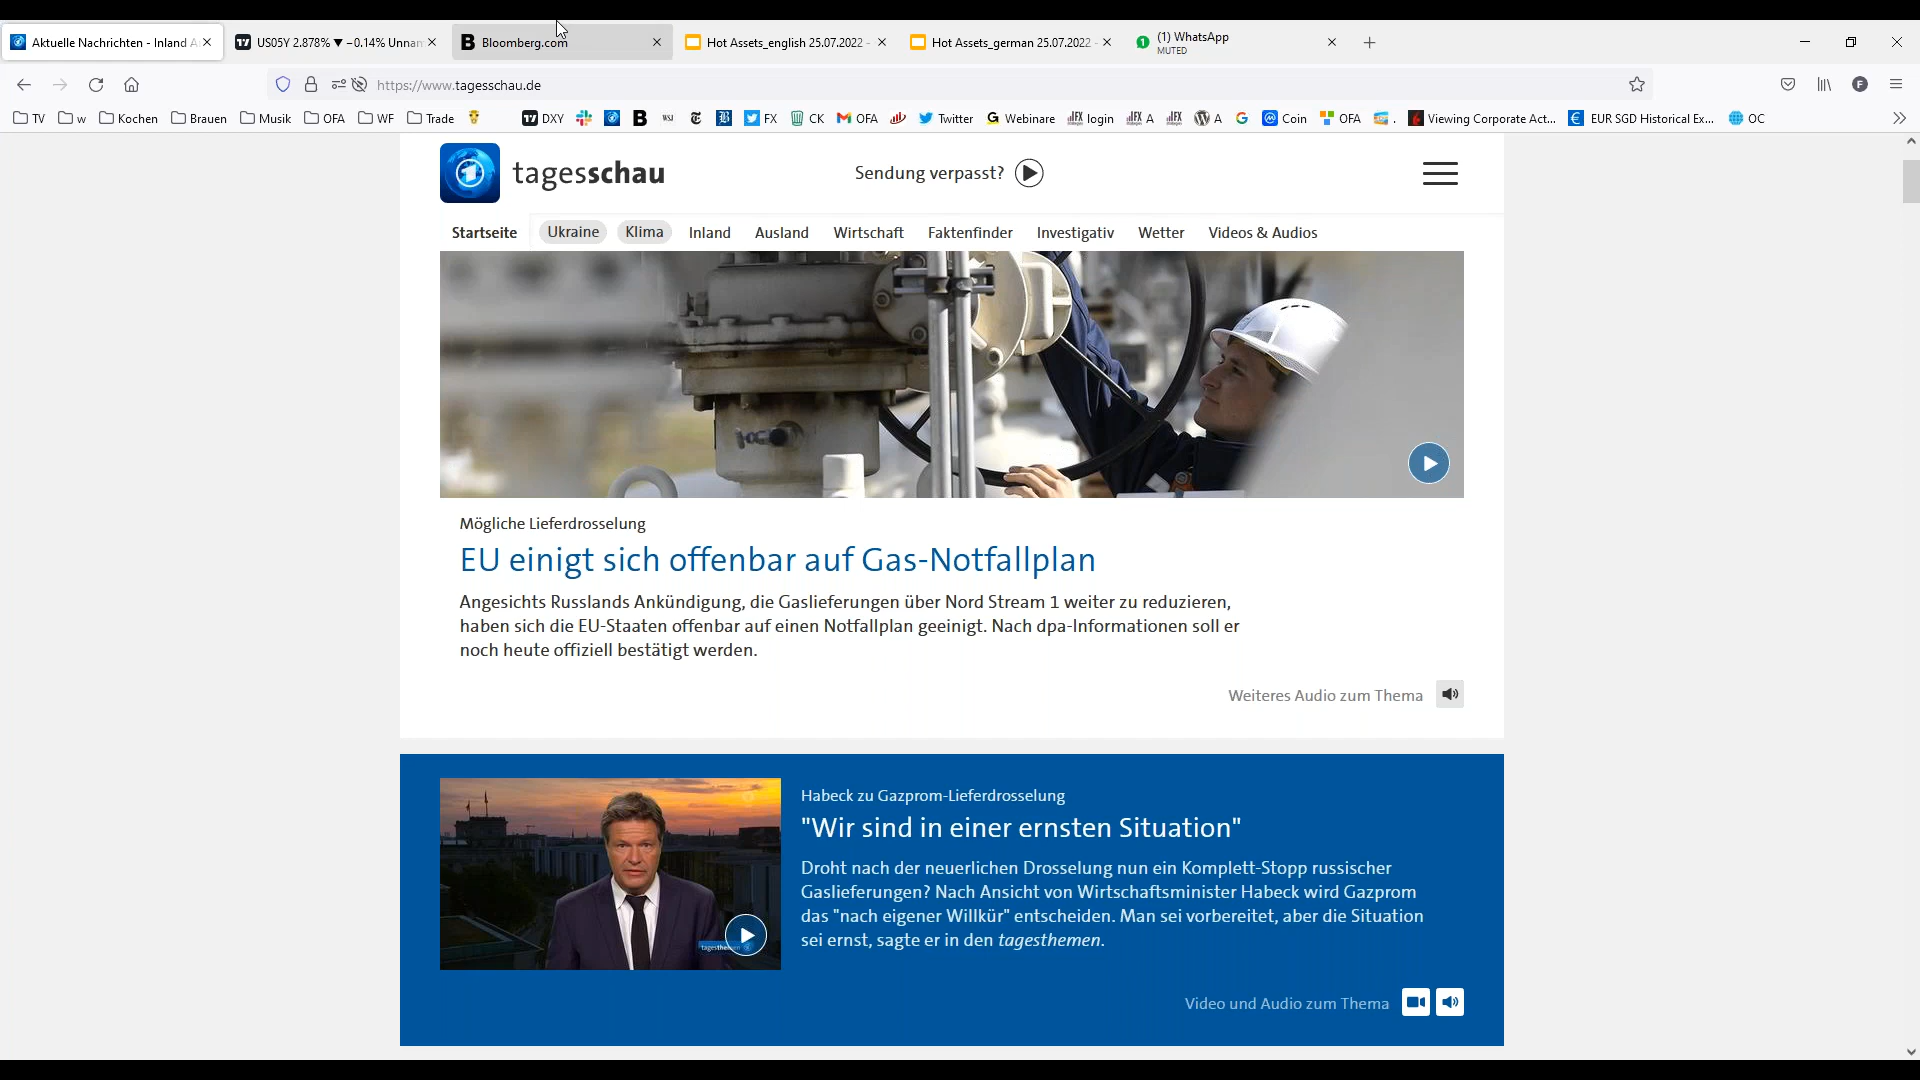 Aktuelle Nachrichten - Inland A
US05Y 2.878% ▼ −0.14% Unnan
Bloomberg.com
Hot Assets_english 25.07.2022 -
Hot Assets_german 25.07.2022 -
(1) WhatsApp
MUTED
https://www.tagesschau.de
TV w Kochen Brauen Musik OFA WF Trade DXY WSJ FX CK OFA Twitter Webinare login A A Coin OFA . Viewing Corporate Act... EUR SGD Historical Ex... OC
tagesschau
Sendung verpasst?
Startseite Ukraine Klima Inland Ausland Wirtschaft Faktenfinder Investigativ Wetter Videos & Audios
Mögliche Lieferdrosselung
EU einigt sich offenbar auf Gas-Notfallplan
Angesichts Russlands Ankündigung, die Gaslieferungen über Nord Stream 1 weiter zu reduzieren,
haben sich die EU-Staaten offenbar auf einen Notfallplan geeinigt. Nach dpa-Informationen soll er
noch heute offiziell bestätigt werden.
Weiteres Audio zum Thema
Habeck zu Gazprom-Lieferdrosselung
"Wir sind in einer ernsten Situation"
Droht nach der neuerlichen Drosselung nun ein Komplett-Stopp russischer
Gaslieferungen? Nach Ansicht von Wirtschaftsminister Habeck wird Gazprom
das "nach eigener Willkür" entscheiden. Man sei vorbereitet, aber die Situation
sei ernst, sagte er in den tagesthemen.
Video und Audio zum Thema